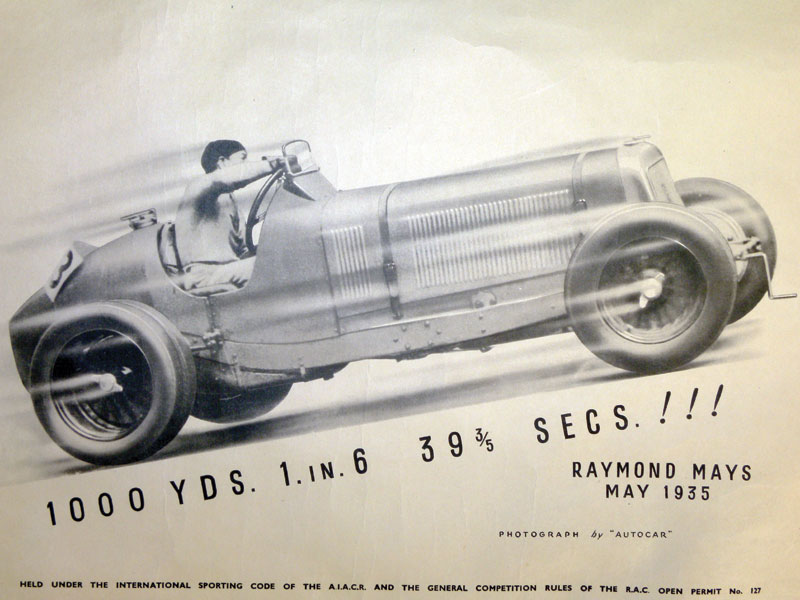 3
1000 YDS. 1. IN. 6 39 3/5 SECS. !!!
RAYMOND MAYS
MAY 1935
PHOTOGRAPH by "AUTOCAR"
HELD UNDER THE INTERNATIONAL SPORTING CODE OF THE A.I.A.C.R. AND THE GENERAL COMPETITION RULES OF THE R.A.C. OPEN PERMIT No. 127